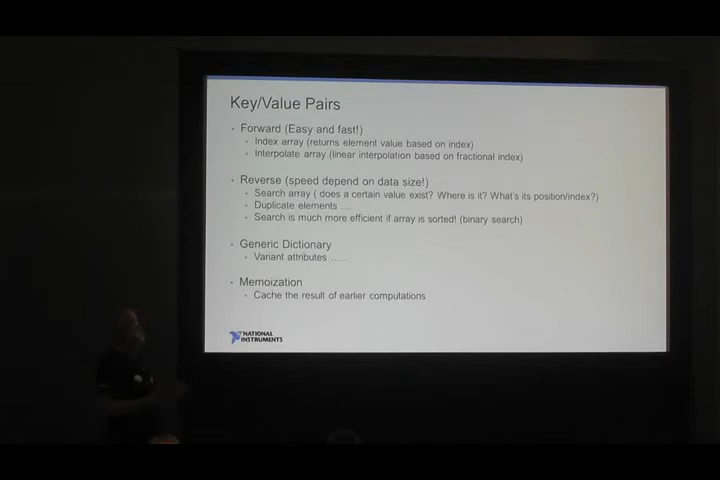 Key/Value Pairs
Forward (Easy and fast!)
Index array (returns element value based on index)
Interpolate array (linear interpolation based on fractional index)
Reverse (speed depend on data size!)
Search array ( does a certain value exist? Where is it? What's its position/index?)
Duplicate elements ...
Search is much more efficient if array is sorted! (binary search)
Generic Dictionary
Variant attributes ....
Memoization
Cache the result of earlier computations
NATIONAL
INSTRUMENTS